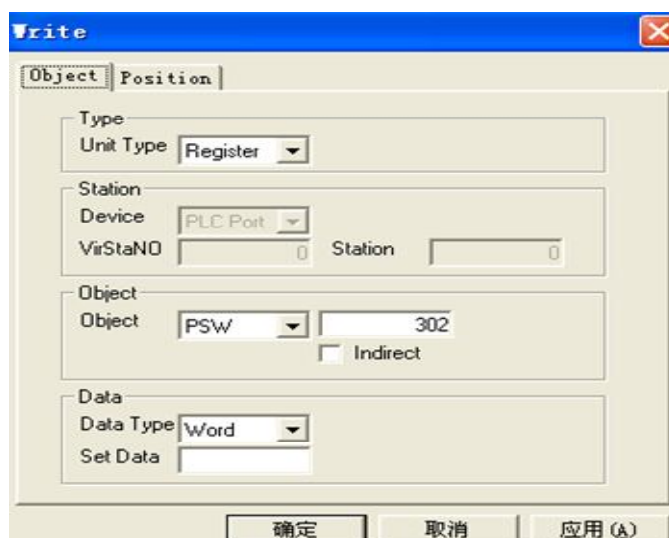 Write
Object Position
Type
Unit Type Register
Station
Device PLC Port
VirStaNO 0 Station 0
Object
Object PSW 302
Indirect
Data
Data Type Word
Set Data
确定 取消 应用(A)